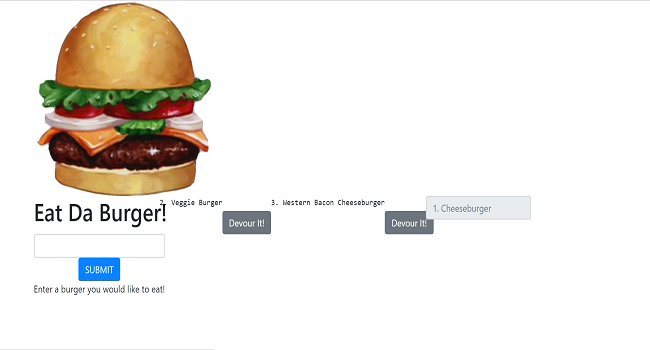 Eat Da Burger!
SUBMIT
Enter a burger you would like to eat!
2. Veggie Burger
Devour It!
3. Western Bacon Cheeseburger
Devour It!
1. Cheeseburger